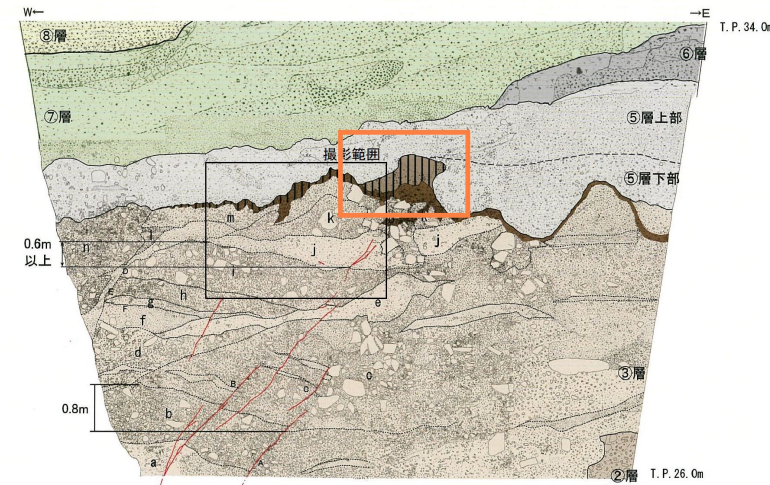 W←
→E
T.P.34.0m
⑧層
⑥層
⑦層
⑤層上部
撮影範囲
⑤層下部
m
k
l
n
0.6m
以上
j
j
i
D
E
h
g
F
e
f
d
③層
B
c
C
0.8m
b
a
A
②層
T.P.26.0m